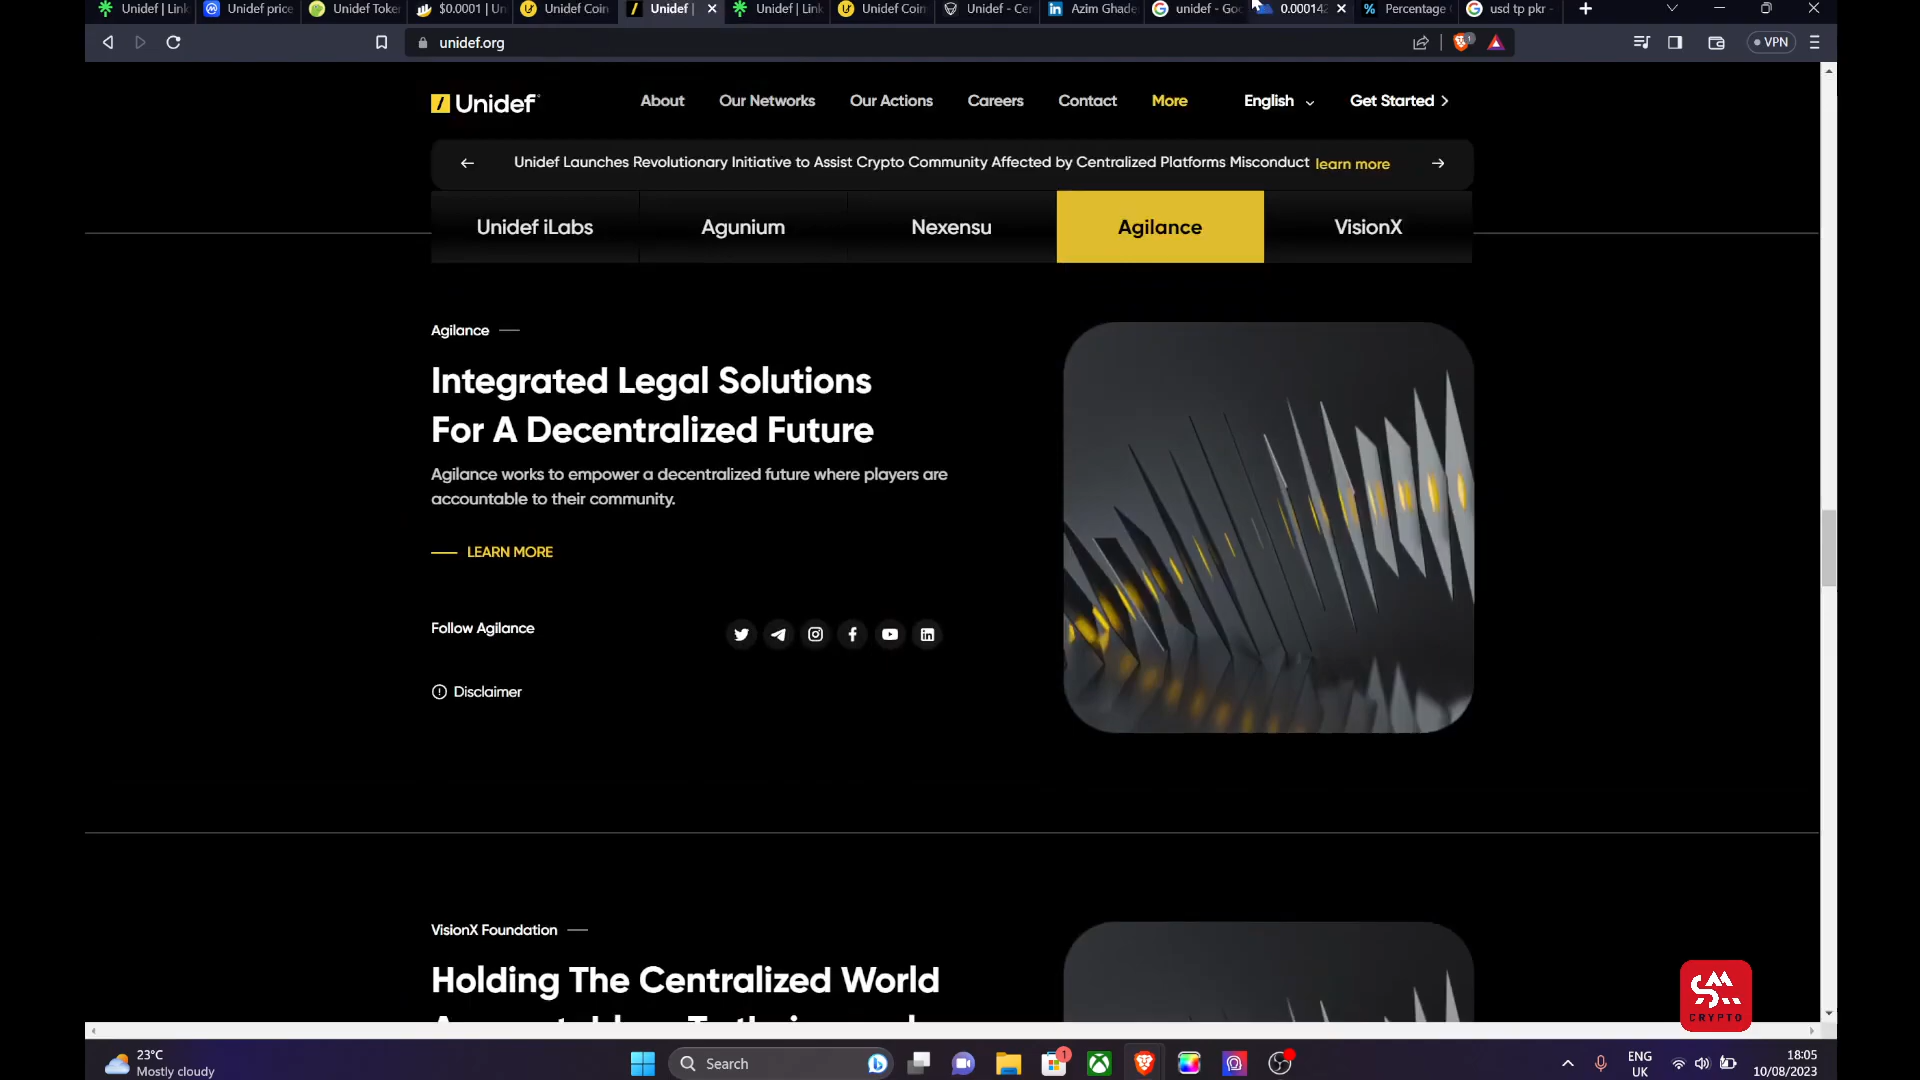 Unidef | Link
Unidef price
Unidef Toke
$0.0001 | Un
Unidef Coin
Unidef |
Unidef | Link
Unidef Coin
Unidef - Cer
Azim Ghade
unidef - Goo
0.000142
Percentage
usd tp pkr -
unidef.org
1
VPN
Unidef
About
Our Networks
Our Actions
Careers
Contact
More
English
Get Started
Unidef Launches Revolutionary Initiative to Assist Crypto Community Affected by Centralized Platforms Misconduct learn more
Unidef iLabs
Agunium
Nexensu
Agilance
VisionX
Agilance
Integrated Legal Solutions
For A Decentralized Future
Agilance works to empower a decentralized future where players are
accountable to their community.
LEARN MORE
Follow Agilance
Disclaimer
VisionX Foundation
Holding The Centralized World
SM
CRYPTO
23°C
Mostly cloudy
Search
1
ENG
UK
18:05
10/08/2023